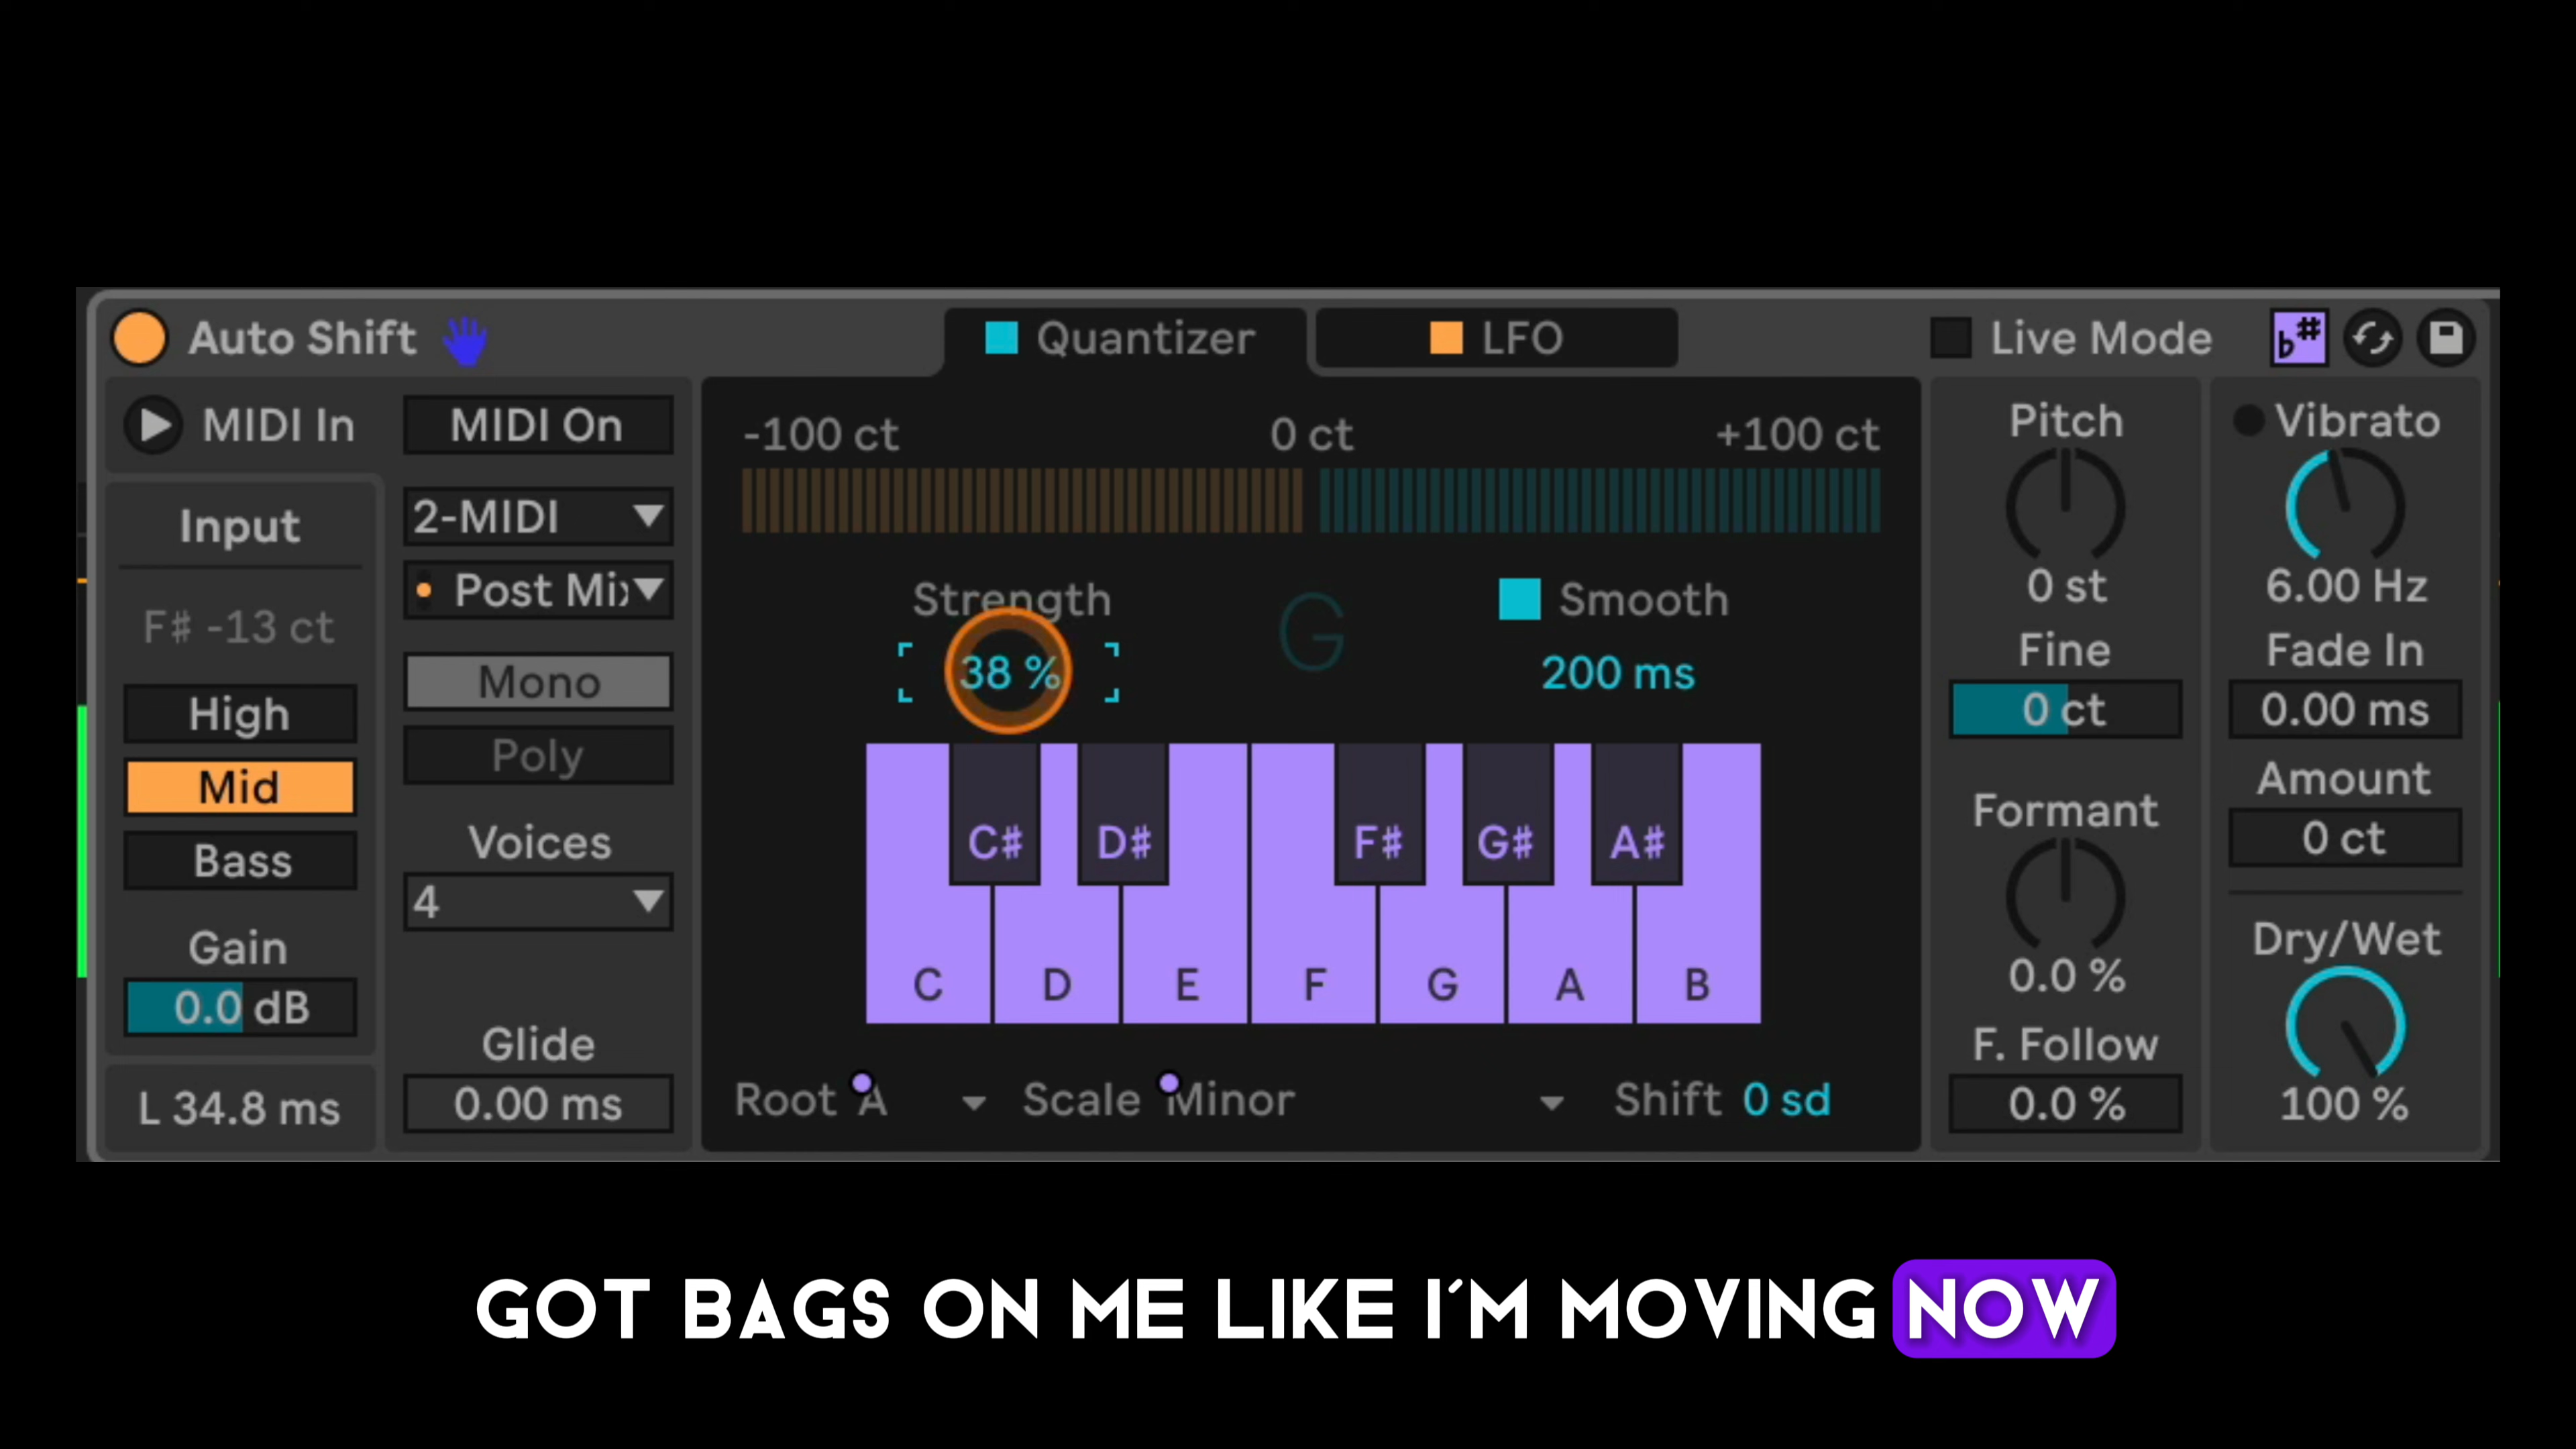 Auto Shift
Quantizer
LFO
Live Mode
b#
MIDI In
MIDI On
2-MIDI
Post Mix
Mono
Poly
Voices
4
Glide
0.00 ms
Input
F# -13 ct
High
Mid
Bass
Gain
0.0 dB
L 34.8 ms
-100 ct 0 ct +100 ct
Strength
38 %
G
Smooth
200 ms
C# D# F# G# A#
C D E F G A B
Root A Scale Minor Shift 0 sd
Pitch
0 st
Fine
0 ct
Formant
0.0 %
F. Follow
0.0 %
Vibrato
6.00 Hz
Fade In
0.00 ms
Amount
0 ct
Dry/Wet
100 %
GOT BAGS ON ME LIKE I'M MOVING NOW